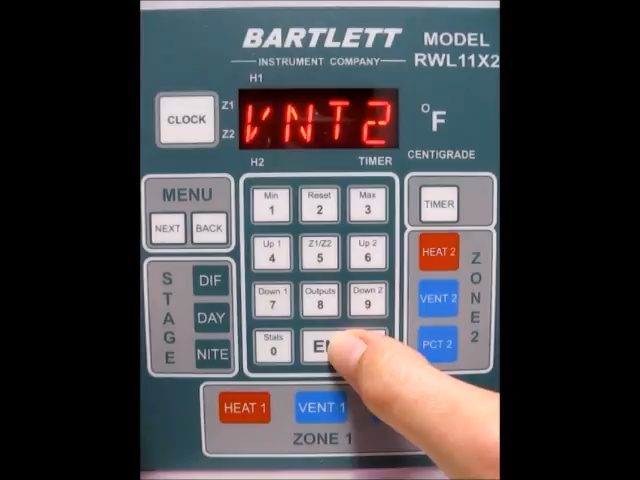 BARTLETT
INSTRUMENT COMPANY
MODEL
RWL11X2
H1
CLOCK
Z1
Z2
VNT2
°F
H2
TIMER
CENTIGRADE
MENU
NEXT
BACK
Min
1
Reset
2
Max
3
TIMER
Up 1
4
Z1/Z2
5
Up 2
6
HEAT 2
STAGE
DIF
DAY
NITE
Down 1
7
Outputs
8
Down 2
9
VENT 2
ZONE 2
Stats
0
PCT 2
HEAT 1
VENT 1
ZONE 1